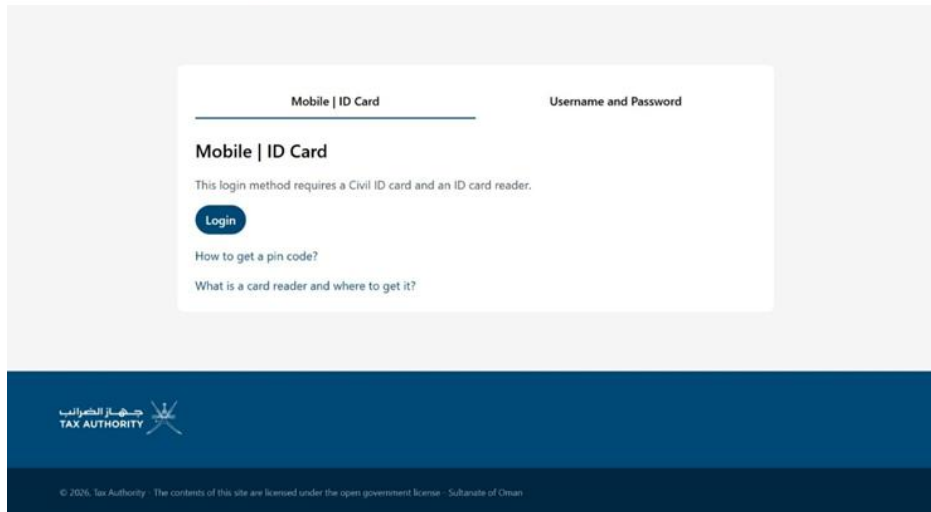 Mobile | ID Card
Username and Password
Mobile | ID Card
This login method requires a Civil ID card and an ID card reader.
Login
How to get a pin code?
What is a card reader and where to get it?
جهاز الضرائب
TAX AUTHORITY
© 2026, Tax Authority - The contents of this site are licensed under the open government license - Sultanate of Oman